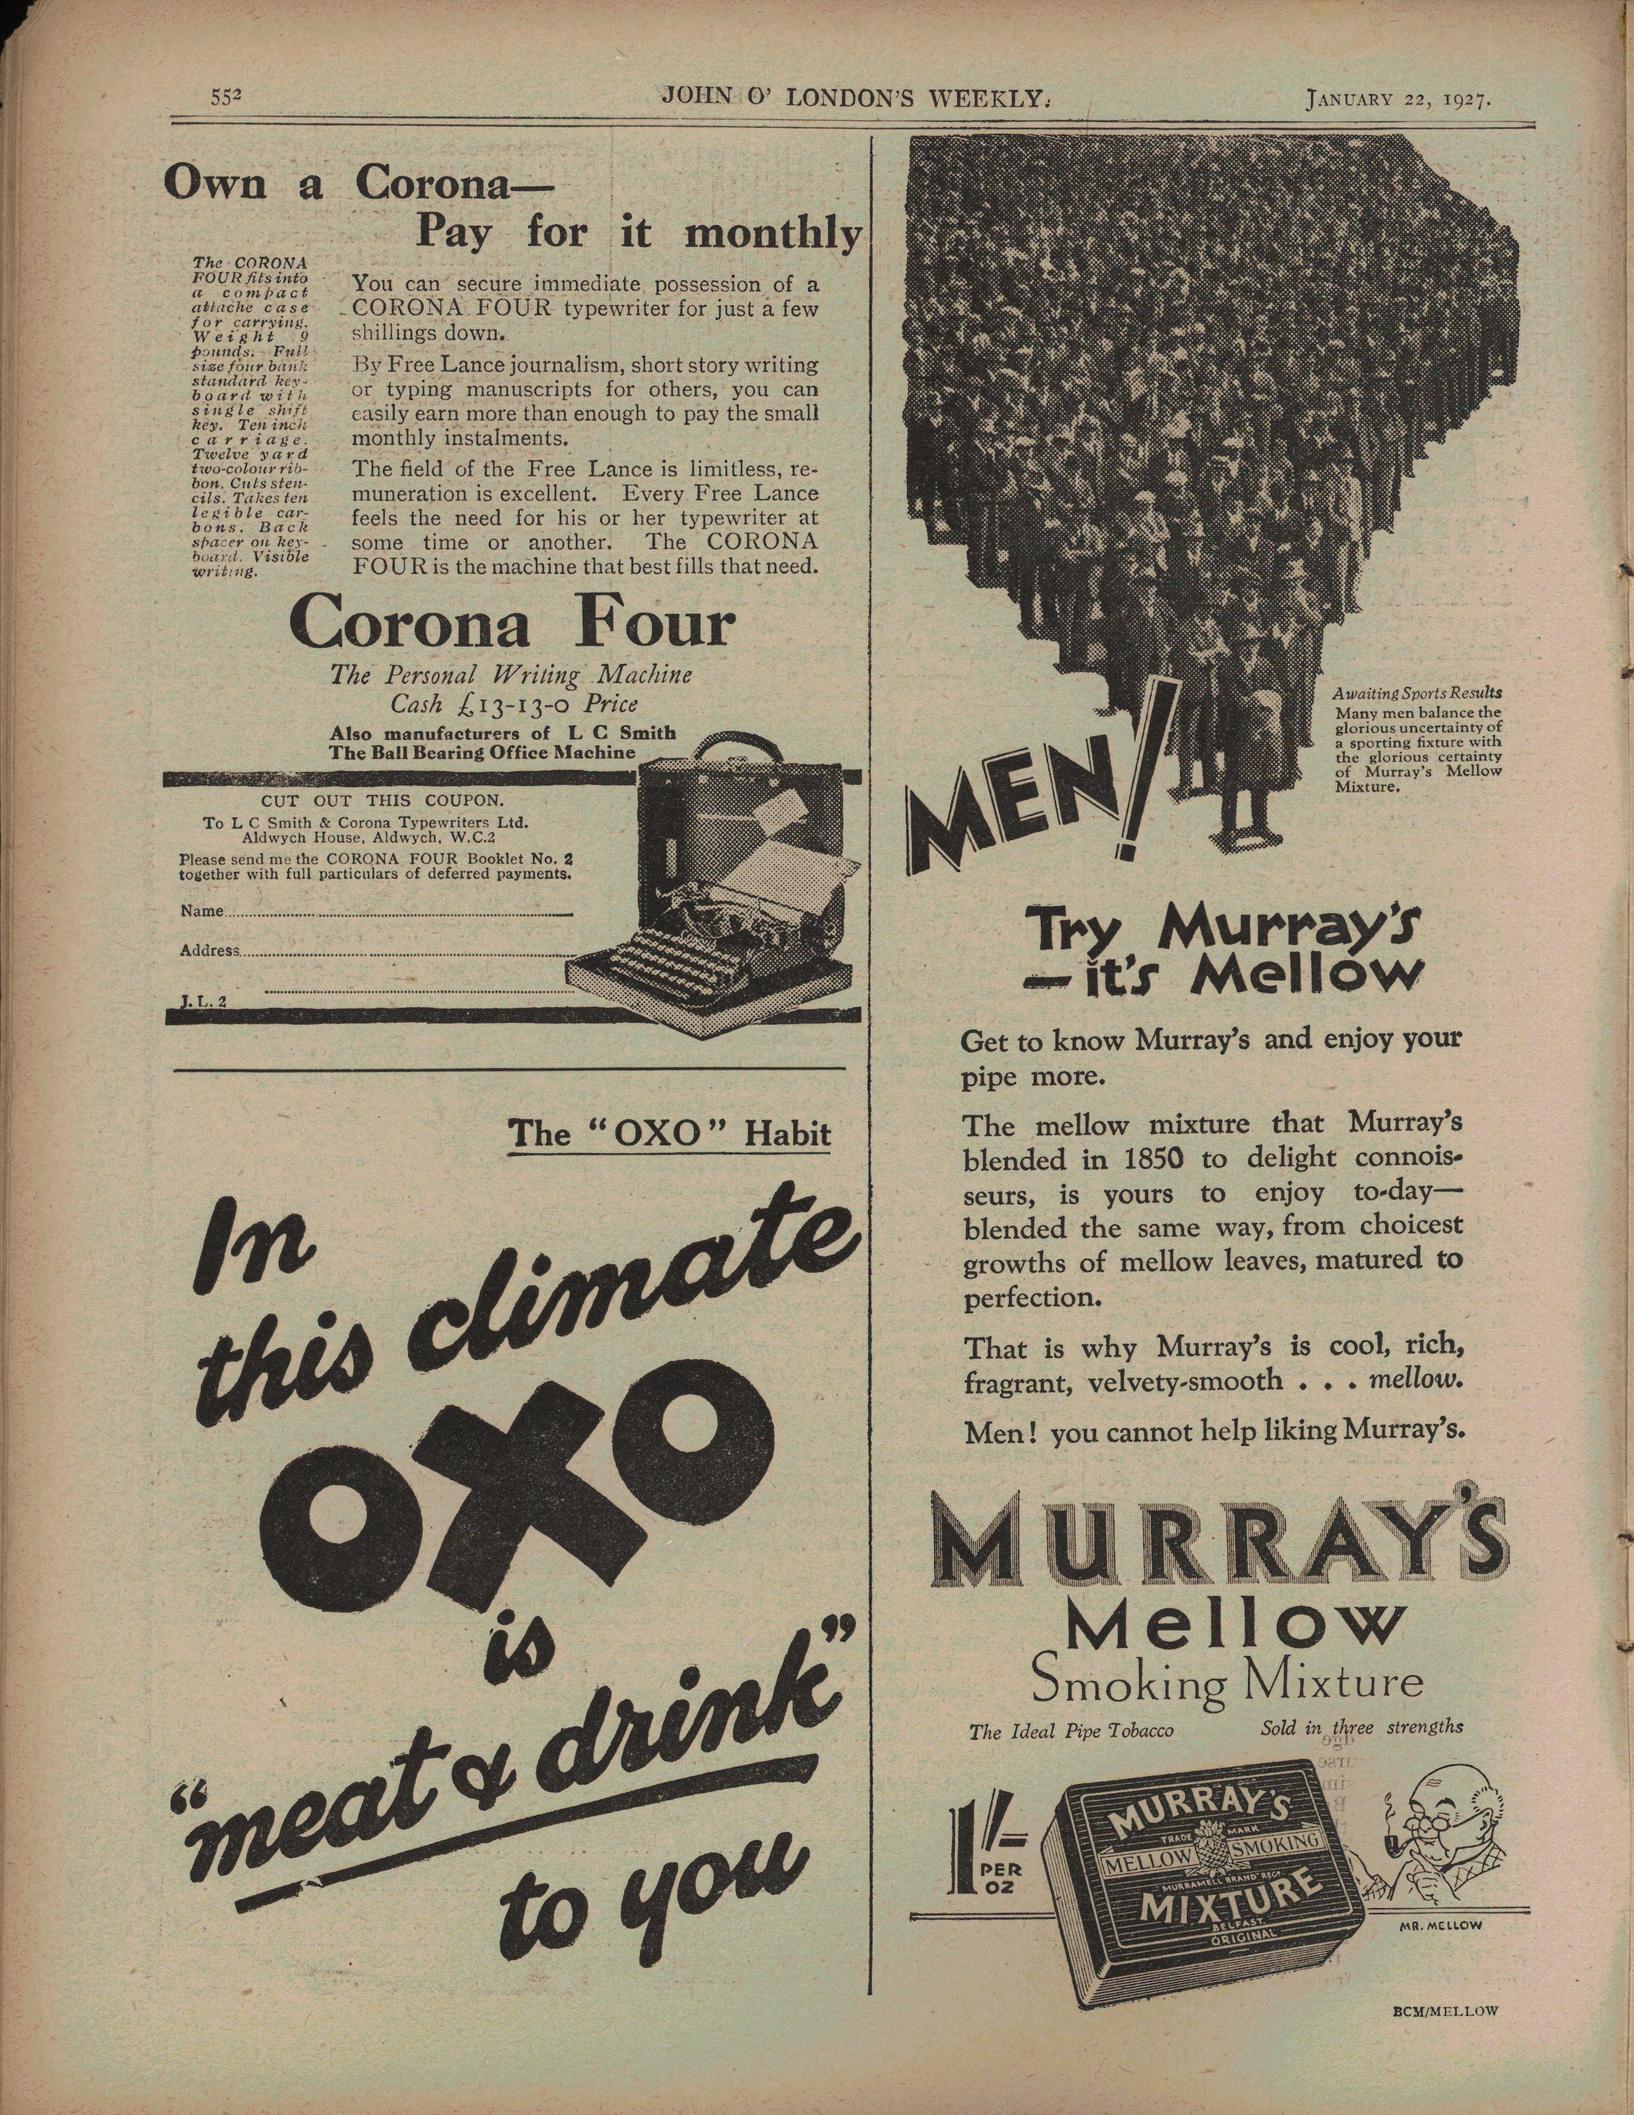 552
JOHN O' LONDON'S WEEKLY.
JANUARY 22, 1927.
Own a Corona—
Pay for it monthly
The CORONA
FOUR fits into
a compact
attache case
for carrying.
Weight 9
pounds. Full
size four bank
standard key-
board with
single shift
key. Ten inch
carriage.
Twelve yard
two-colour rib-
bon. Cuts sten-
cils. Takes ten
legible car-
bons. Back
spacer on key-
board. Visible
writing.
You can secure immediate possession of a
CORONA FOUR typewriter for just a few
shillings down.
By Free Lance journalism, short story writing
or typing manuscripts for others, you can
easily earn more than enough to pay the small
monthly instalments.
The field of the Free Lance is limitless, re-
muneration is excellent. Every Free Lance
feels the need for his or her typewriter at
some time or another. The CORONA
FOUR is the machine that best fills that need.
Corona Four
The Personal Writing Machine
Cash £13-13-0 Price
Also manufacturers of L C Smith
The Ball Bearing Office Machine
CUT OUT THIS COUPON.
To L C Smith & Corona Typewriters Ltd.
Aldwych House, Aldwych, W.C.2
Please send me the CORONA FOUR Booklet No. 2
together with full particulars of deferred payments.
Name
Address
J. L. 2
The "OXO" Habit
In
this climate
OXO
is
"meat & drink"
to you
Awaiting Sports Results
Many men balance the
glorious uncertainty of
a sporting fixture with
the glorious certainty
of Murray's Mellow
Mixture.
MEN!
Try Murray's
—it's Mellow
Get to know Murray's and enjoy your
pipe more.
The mellow mixture that Murray's
blended in 1850 to delight connois-
seurs, is yours to enjoy to-day—
blended the same way, from choicest
growths of mellow leaves, matured to
perfection.
That is why Murray's is cool, rich,
fragrant, velvety-smooth . . . mellow.
Men! you cannot help liking Murray's.
MURRAY'S
Mellow
Smoking Mixture
The Ideal Pipe Tobacco
Sold in three strengths
1/-
PER
OZ
MURRAY'S
TRADE MARK
MELLOW SMOKING
"MURRAMELL BRAND" REGD
MIXTURE
BELFAST.
ORIGINAL
MR. MELLOW
BCM/MELLOW